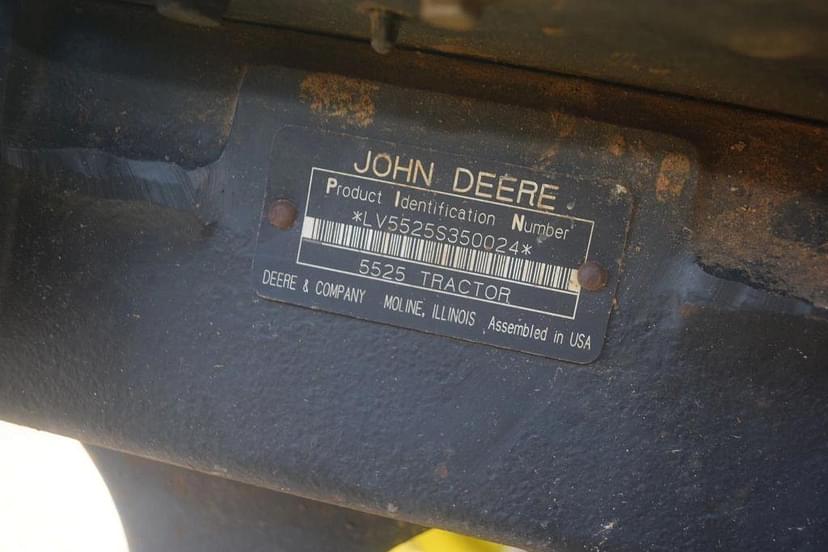 JOHN DEERE
Product Identification Number
*LV5525S350024*
5525 TRACTOR
DEERE & COMPANY MOLINE, ILLINOIS Assembled in USA